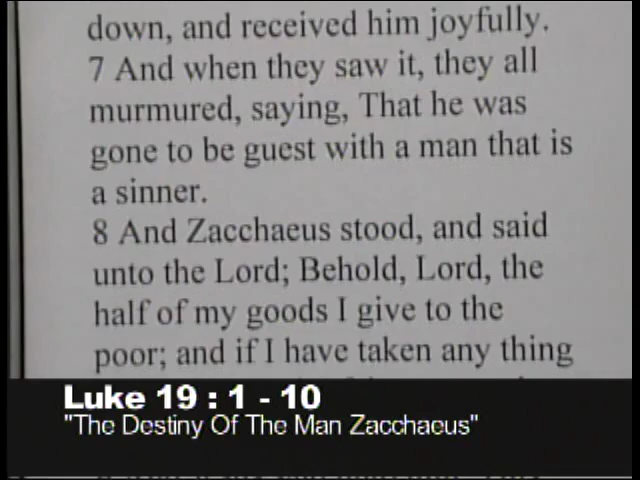 down, and received him joyfully.
7 And when they saw it, they all
murmured, saying, That he was
gone to be guest with a man that is
a sinner.
8 And Zacchaeus stood, and said
unto the Lord; Behold, Lord, the
half of my goods I give to the
poor; and if I have taken any thing
Luke 19 : 1 - 10
"The Destiny Of The Man Zacchaeus"